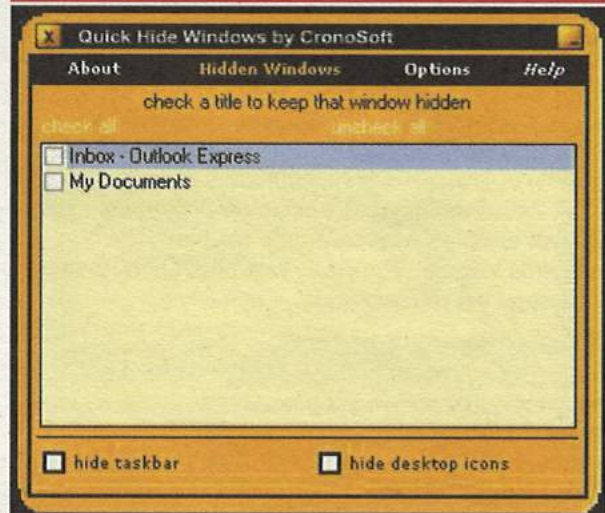 X Quick Hide Windows by CronoSoft
About Hidden Windows Options Help
check a title to keep that window hidden
check all uncheck all
Inbox - Outlook Express
My Documents
hide taskbar hide desktop icons